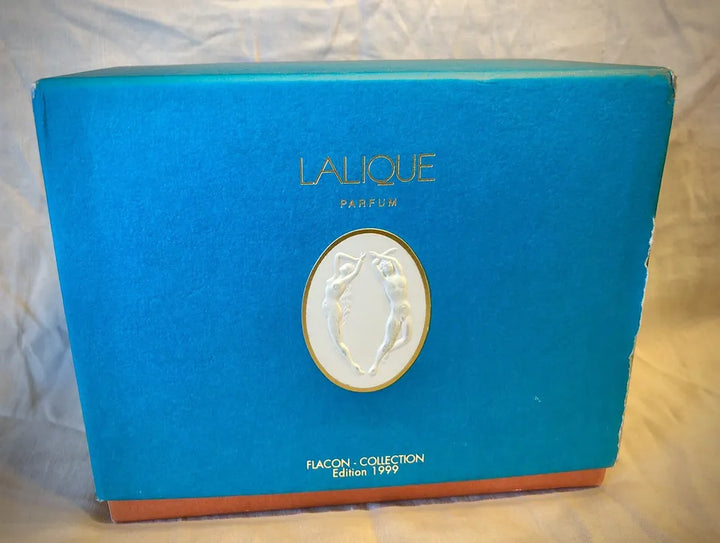 LALIQUE
PARFUM
FLACON - COLLECTION
Edition 1999